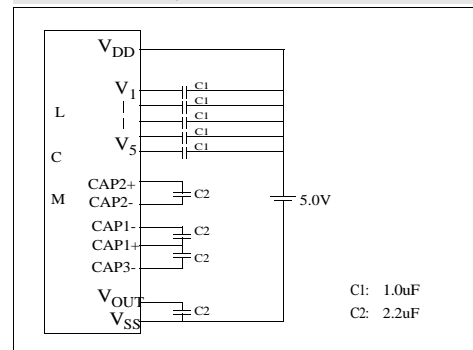 VDD
V1
C1
C1
L
C1
C1
V5
C1
C
CAP2+
C2
M
CAP2-
5.0V
CAP1-
C2
CAP1+
C2
CAP3-
C1: 1.0uF
VOUT
C2
C2: 2.2uF
VSS